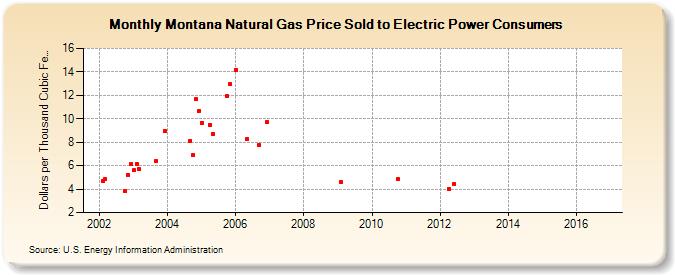 Monthly Montana Natural Gas Price Sold to Electric Power Consumers
Dollars per Thousand Cubic Fe...
16
14
12
10
8
6
4
2
2002 2004 2006 2008 2010 2012 2014 2016
Source: U.S. Energy Information Administration